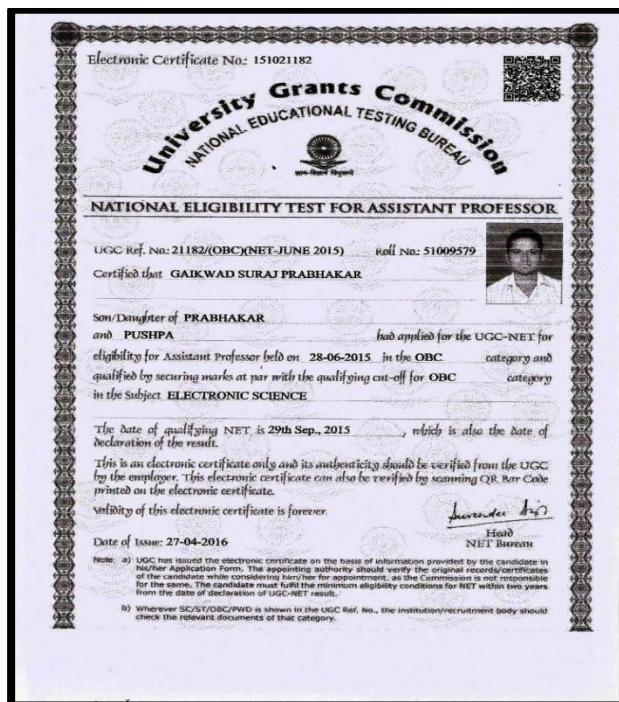 Electronic Certificate No.: 151021182
University Grants Commission
NATIONAL EDUCATIONAL TESTING BUREAU
ज्ञान-विज्ञान विमुक्तये
NATIONAL ELIGIBILITY TEST FOR ASSISTANT PROFESSOR
UGC Ref. No: 21182/(OBC)(NET-JUNE 2015) Roll No.: 51009579
Certified that GAIKWAD SURAJ PRABHAKAR
Son/Daughter of PRABHAKAR
and PUSHPA had applied for the UGC-NET for
eligibility for Assistant Professor held on 28-06-2015 in the OBC category and
qualified by securing marks at par with the qualifying cut-off for OBC category
in the Subject ELECTRONIC SCIENCE
The date of qualifying NET is 29th Sep., 2015 , which is also the date of
declaration of the result.
This is an electronic certificate only and its authenticity should be verified from the UGC
by the employer. This electronic certificate can also be verified by scanning QR Bar Code
printed on the electronic certificate.
Validity of this electronic certificate is forever.
Head
Date of Issue: 27-04-2016 NET Bureau
Note: a) UGC has issued the electronic certificate on the basis of information provided by the candidate in
his/her Application Form. The appointing authority should verify the original records/certificates
of the candidate while considering him/her for appointment, as the Commission is not responsible
for the same. The candidate must fulfil the minimum eligibility conditions for NET within two years
from the date of declaration of UGC-NET result.
b) Wherever SC/ST/OBC/PWD is shown in the UGC Ref. No., the institution/recruitment body should
check the relevant documents of that category.